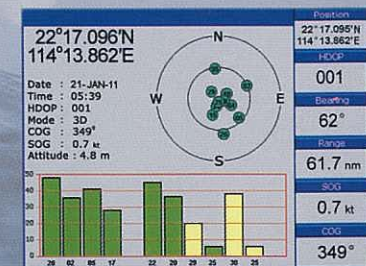 22°17.096'N
114°13.862'E
Date : 21-JAN-11
Time : 05:39
HDOP : 001
Mode : 3D
COG : 349°
SOG : 0.7 kt
Attitude : 4.8 m
N
W
E
S
50
40
30
20
10
0
Position
22°17.095'N
114°13.862'E
HDOP
001
Bearing
62°
Range
61.7 nm
SOG
0.7 kt
COG
349°